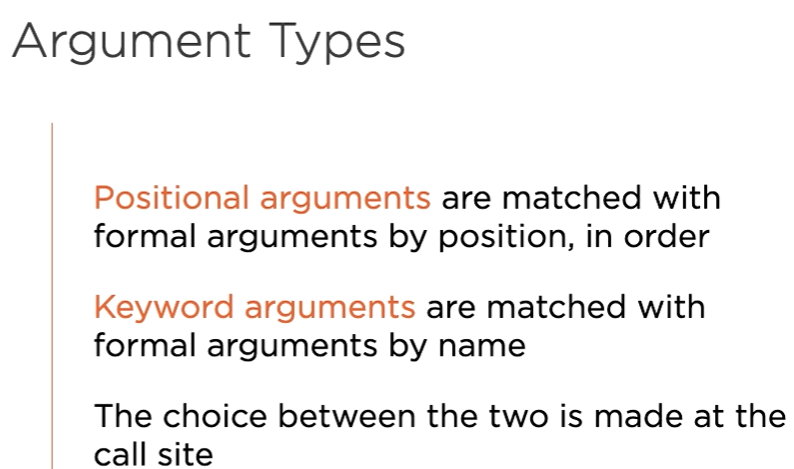 Argument Types
Positional arguments are matched with
formal arguments by position, in order
Keyword arguments are matched with
formal arguments by name
The choice between the two is made at the
call site